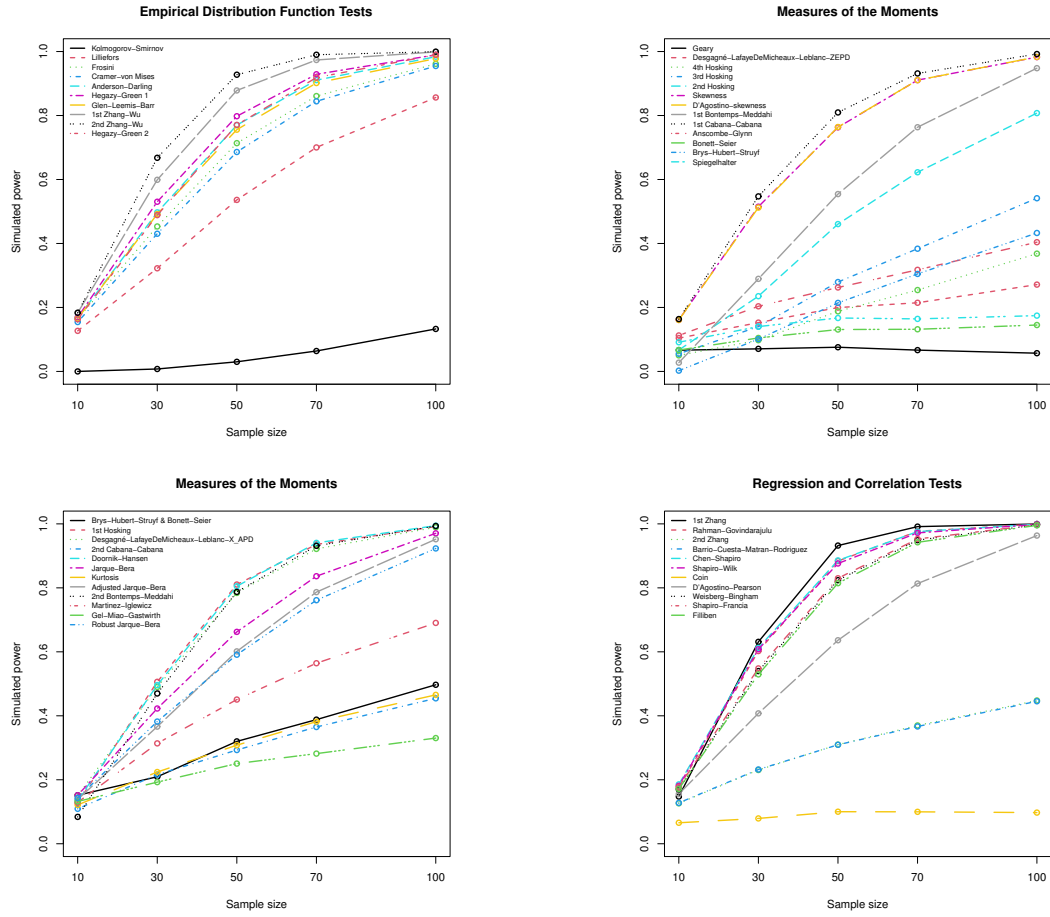 Empirical Distribution Function Tests
Simulated power
0.0 0.2 0.4 0.6 0.8 1.0
Kolmogorov−Smirnov
Lilliefors
Frosini
Cramer−von Mises
Anderson−Darling
Hegazy−Green 1
Glen−Leemis−Barr
1st Zhang−Wu
2nd Zhang−Wu
Hegazy−Green 2
10 30 50 70 100
Sample size
Measures of the Moments
Simulated power
0.0 0.2 0.4 0.6 0.8 1.0
Geary
Desgagné−LafayeDeMicheaux−Leblanc−ZEPD
4th Hosking
3rd Hosking
2nd Hosking
Skewness
D'Agostino−skewness
1st Bontemps−Meddahi
1st Cabana−Cabana
Anscombe−Glynn
Bonett−Seier
Brys−Hubert−Struyf
Spiegelhalter
10 30 50 70 100
Sample size
Measures of the Moments
Simulated power
0.0 0.2 0.4 0.6 0.8 1.0
Brys−Hubert−Struyf & Bonett−Seier
1st Hosking
Desgagné−LafayeDeMicheaux−Leblanc−X_APD
2nd Cabana−Cabana
Doornik−Hansen
Jarque−Bera
Kurtosis
Adjusted Jarque−Bera
2nd Bontemps−Meddahi
Martinez−Iglewicz
Gel−Miao−Gastwirth
Robust Jarque−Bera
10 30 50 70 100
Sample size
Regression and Correlation Tests
Simulated power
0.0 0.2 0.4 0.6 0.8 1.0
1st Zhang
Rahman−Govindarajulu
2nd Zhang
Barrio−Cuesta−Matran−Rodriguez
Chen−Shapiro
Shapiro−Wilk
Coin
D'Agostino−Pearson
Weisberg−Bingham
Shapiro−Francia
Filliben
10 30 50 70 100
Sample size